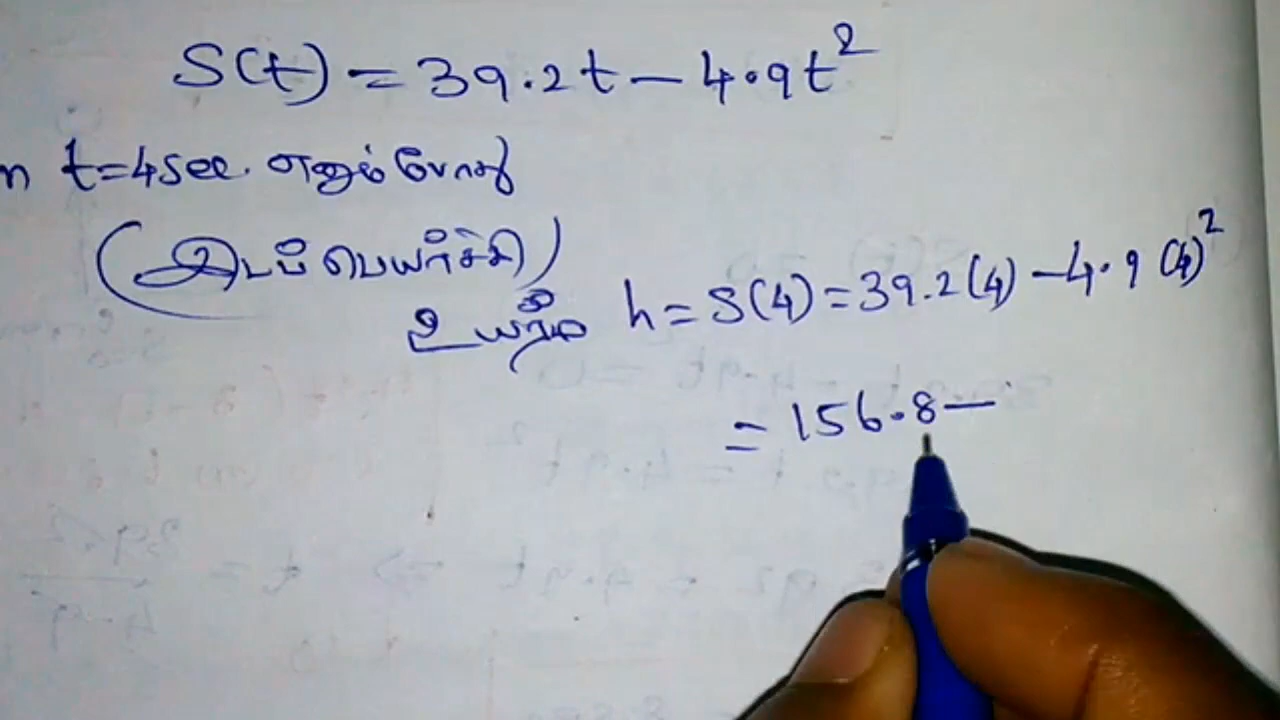 S(t) = 39.2t − 4.9t²
n t=4sec. எனும்போது
(இடப்பெயர்ச்சி)
உயரம் h = S(4) = 39.2(4) − 4.9(4)²
= 156.8 −